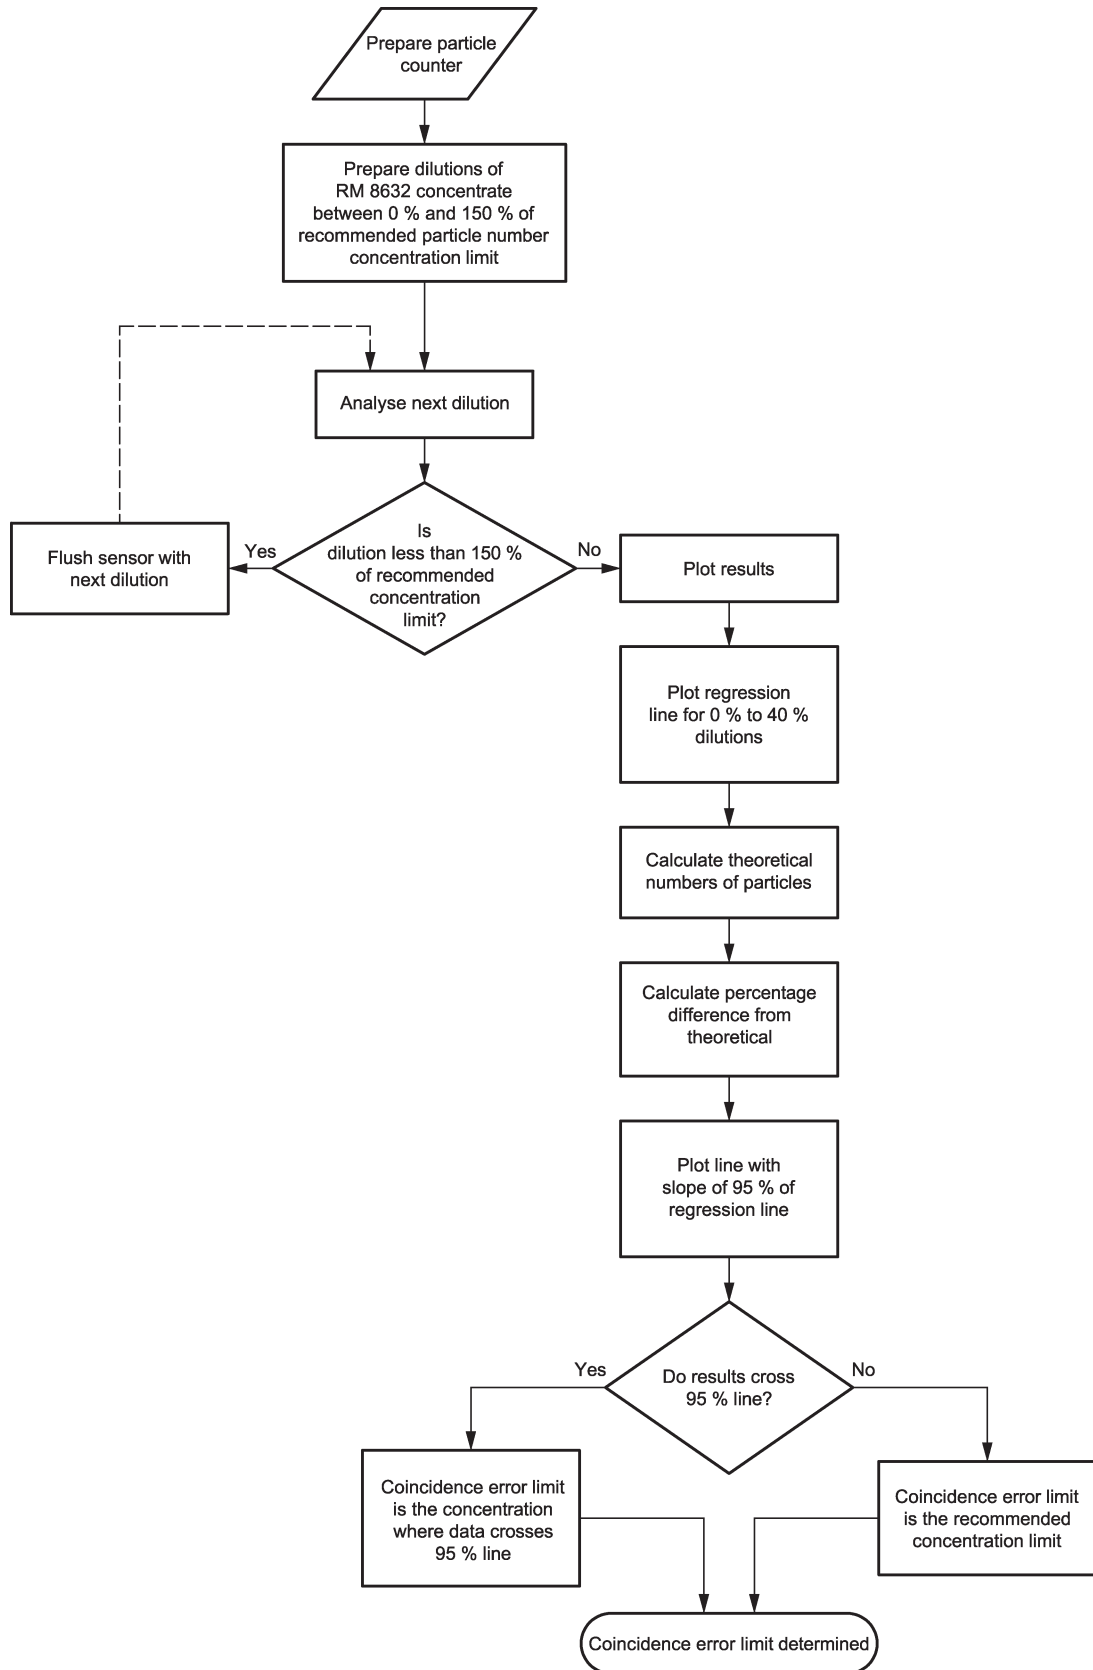 Prepare particle
counter
Prepare dilutions of
RM 8632 concentrate
between 0 % and 150 % of
recommended particle number
concentration limit
Analyse next dilution
Is
dilution less than 150 %
of recommended
concentration
limit?
Yes
No
Flush sensor with
next dilution
Plot results
Plot regression
line for 0 % to 40 %
dilutions
Calculate theoretical
numbers of particles
Calculate percentage
difference from
theoretical
Plot line with
slope of 95 % of
regression line
Do results cross
95 % line?
Yes
No
Coincidence error limit
is the concentration
where data crosses
95 % line
Coincidence error limit
is the recommended
concentration limit
Coincidence error limit determined